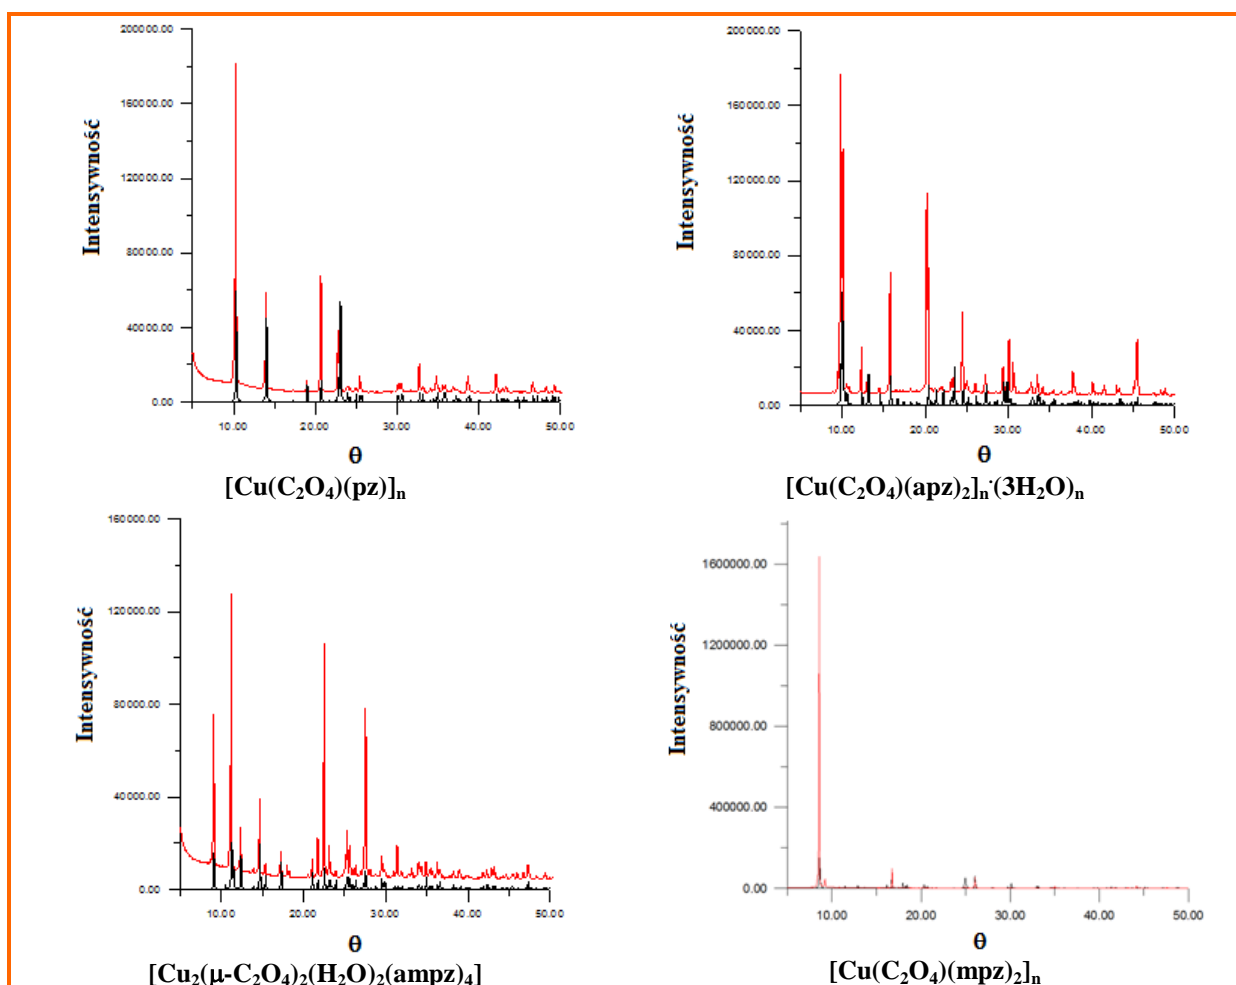 200000.00
160000.00
120000.00
80000.00
40000.00
0.00
Intensywność
10.00 20.00 30.00 40.00 50.00
θ
[Cu(C₂O₄)(pz)]ₙ
200000.00
160000.00
120000.00
80000.00
40000.00
0.00
Intensywność
10.00 20.00 30.00 40.00 50.00
θ
[Cu(C₂O₄)(apz)₂]ₙ·(3H₂O)ₙ
160000.00
120000.00
80000.00
40000.00
0.00
Intensywność
10.00 20.00 30.00 40.00 50.00
θ
[Cu₂(μ-C₂O₄)₂(H₂O)₂(ampz)₄]
1600000.00
1200000.00
800000.00
400000.00
0.00
Intensywność
10.00 20.00 30.00 40.00 50.00
θ
[Cu(C₂O₄)(mpz)₂]ₙ